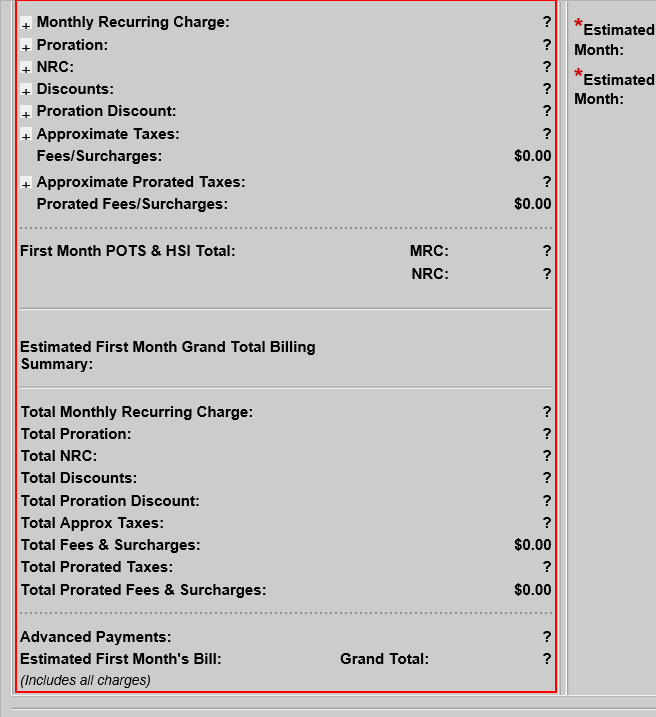 + Monthly Recurring Charge: ?
+ Proration: ?
+ NRC: ?
+ Discounts: ?
+ Proration Discount: ?
+ Approximate Taxes: ?
Fees/Surcharges: $0.00
+ Approximate Prorated Taxes: ?
Prorated Fees/Surcharges: $0.00
First Month POTS & HSI Total: MRC: ?
NRC: ?
Estimated First Month Grand Total Billing
Summary:
Total Monthly Recurring Charge: ?
Total Proration: ?
Total NRC: ?
Total Discounts: ?
Total Proration Discount: ?
Total Approx Taxes: ?
Total Fees & Surcharges: $0.00
Total Prorated Taxes: ?
Total Prorated Fees & Surcharges: $0.00
Advanced Payments: ?
Estimated First Month's Bill: Grand Total: ?
(Includes all charges)
*Estimated
Month:
*Estimated
Month: